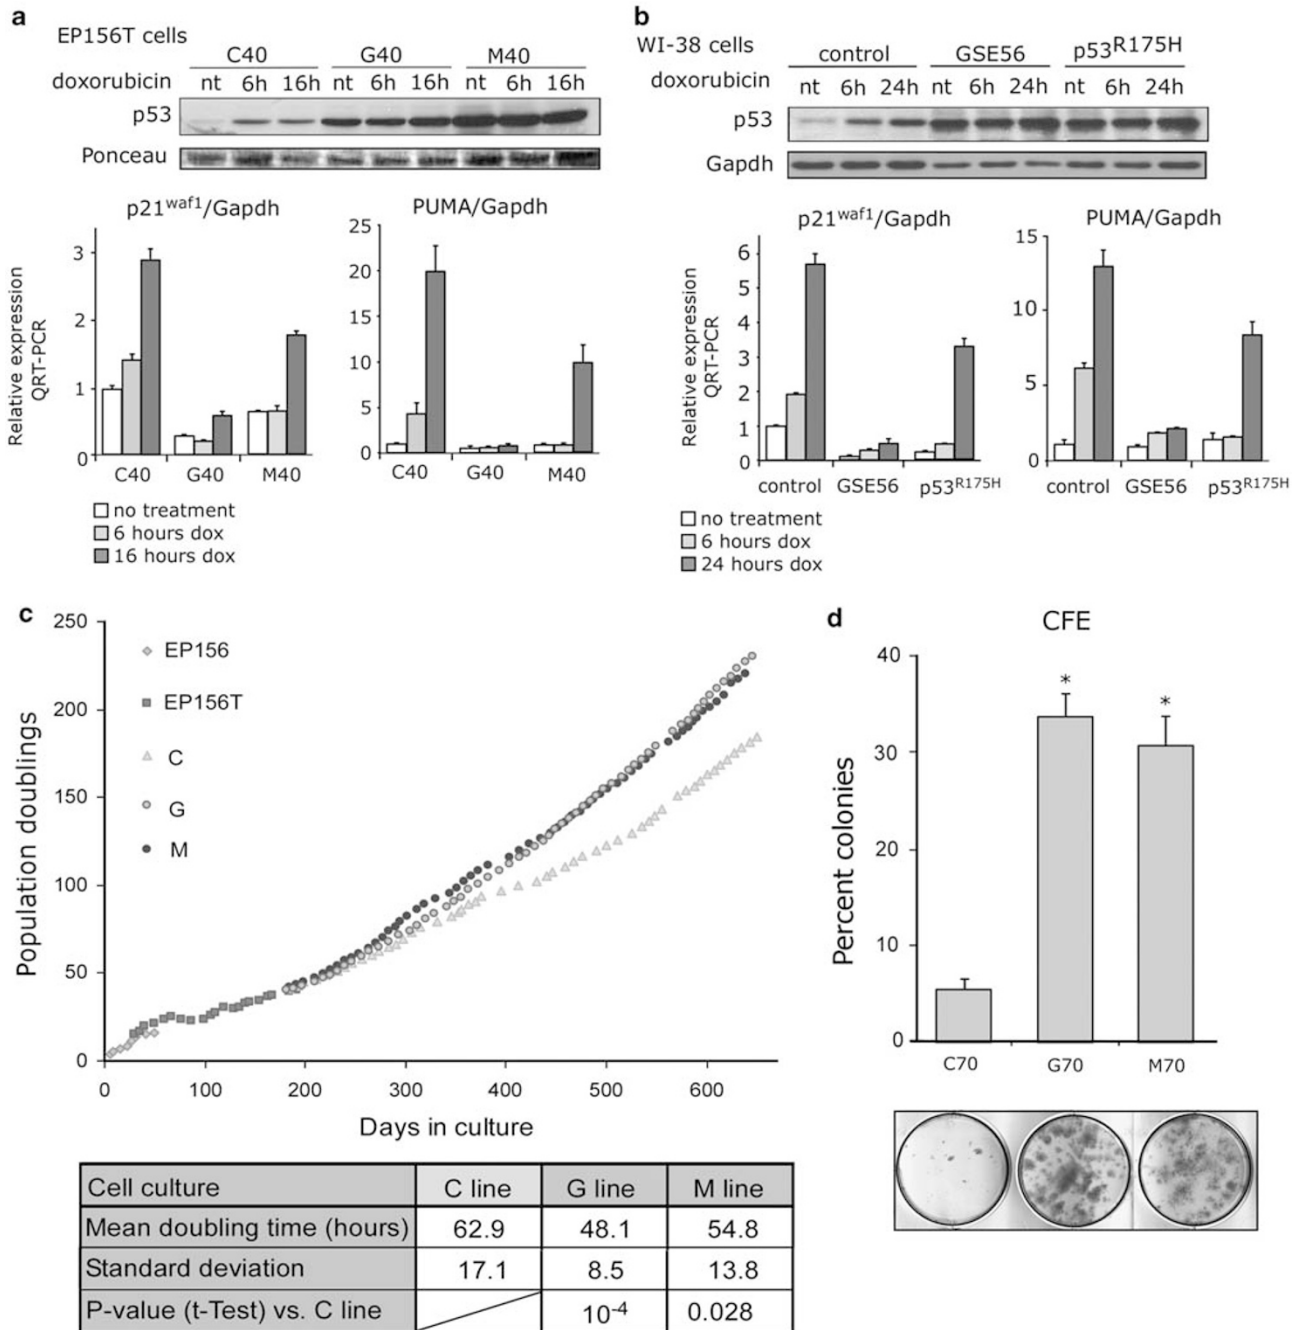 a
EP156T cells
C40 G40 M40
doxorubicin nt 6h 16h nt 6h 16h nt 6h 16h
p53
Ponceau
p21waf1/Gapdh
PUMA/Gapdh
Relative expression
QRT-PCR
3
2
1
0
C40 G40 M40
25
20
15
10
5
0
C40 G40 M40
no treatment
6 hours dox
16 hours dox
b
WI-38 cells
control GSE56 p53R175H
doxorubicin nt 6h 24h nt 6h 24h nt 6h 24h
p53
Gapdh
p21waf1/Gapdh
PUMA/Gapdh
Relative expression
QRT-PCR
6
5
4
3
2
1
0
control GSE56 p53R175H
15
10
5
0
control GSE56 p53R175H
no treatment
6 hours dox
24 hours dox
c
Population doublings
250
200
150
100
50
0
EP156
EP156T
C
G
M
0 100 200 300 400 500 600
Days in culture
Cell culture C line G line M line
Mean doubling time (hours) 62.9 48.1 54.8
Standard deviation 17.1 8.5 13.8
P-value (t-Test) vs. C line 10-4 0.028
d
CFE
Percent colonies
40
30
20
10
0
* *
C70 G70 M70